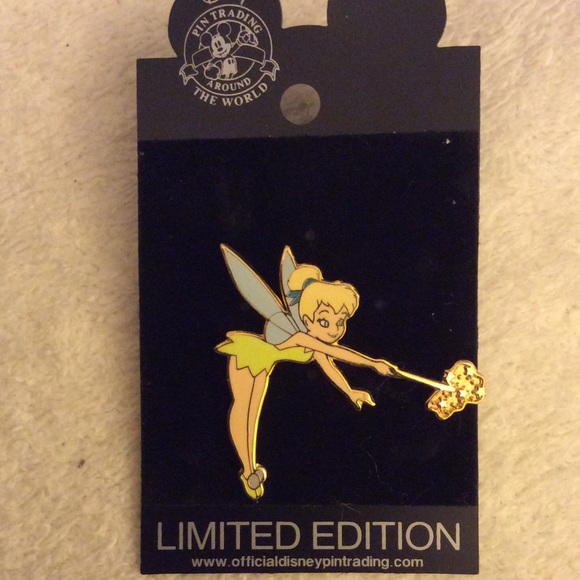 PIN TRADING
AROUND
THE WORLD
LIMITED EDITION
www.officialdisneypintrading.com